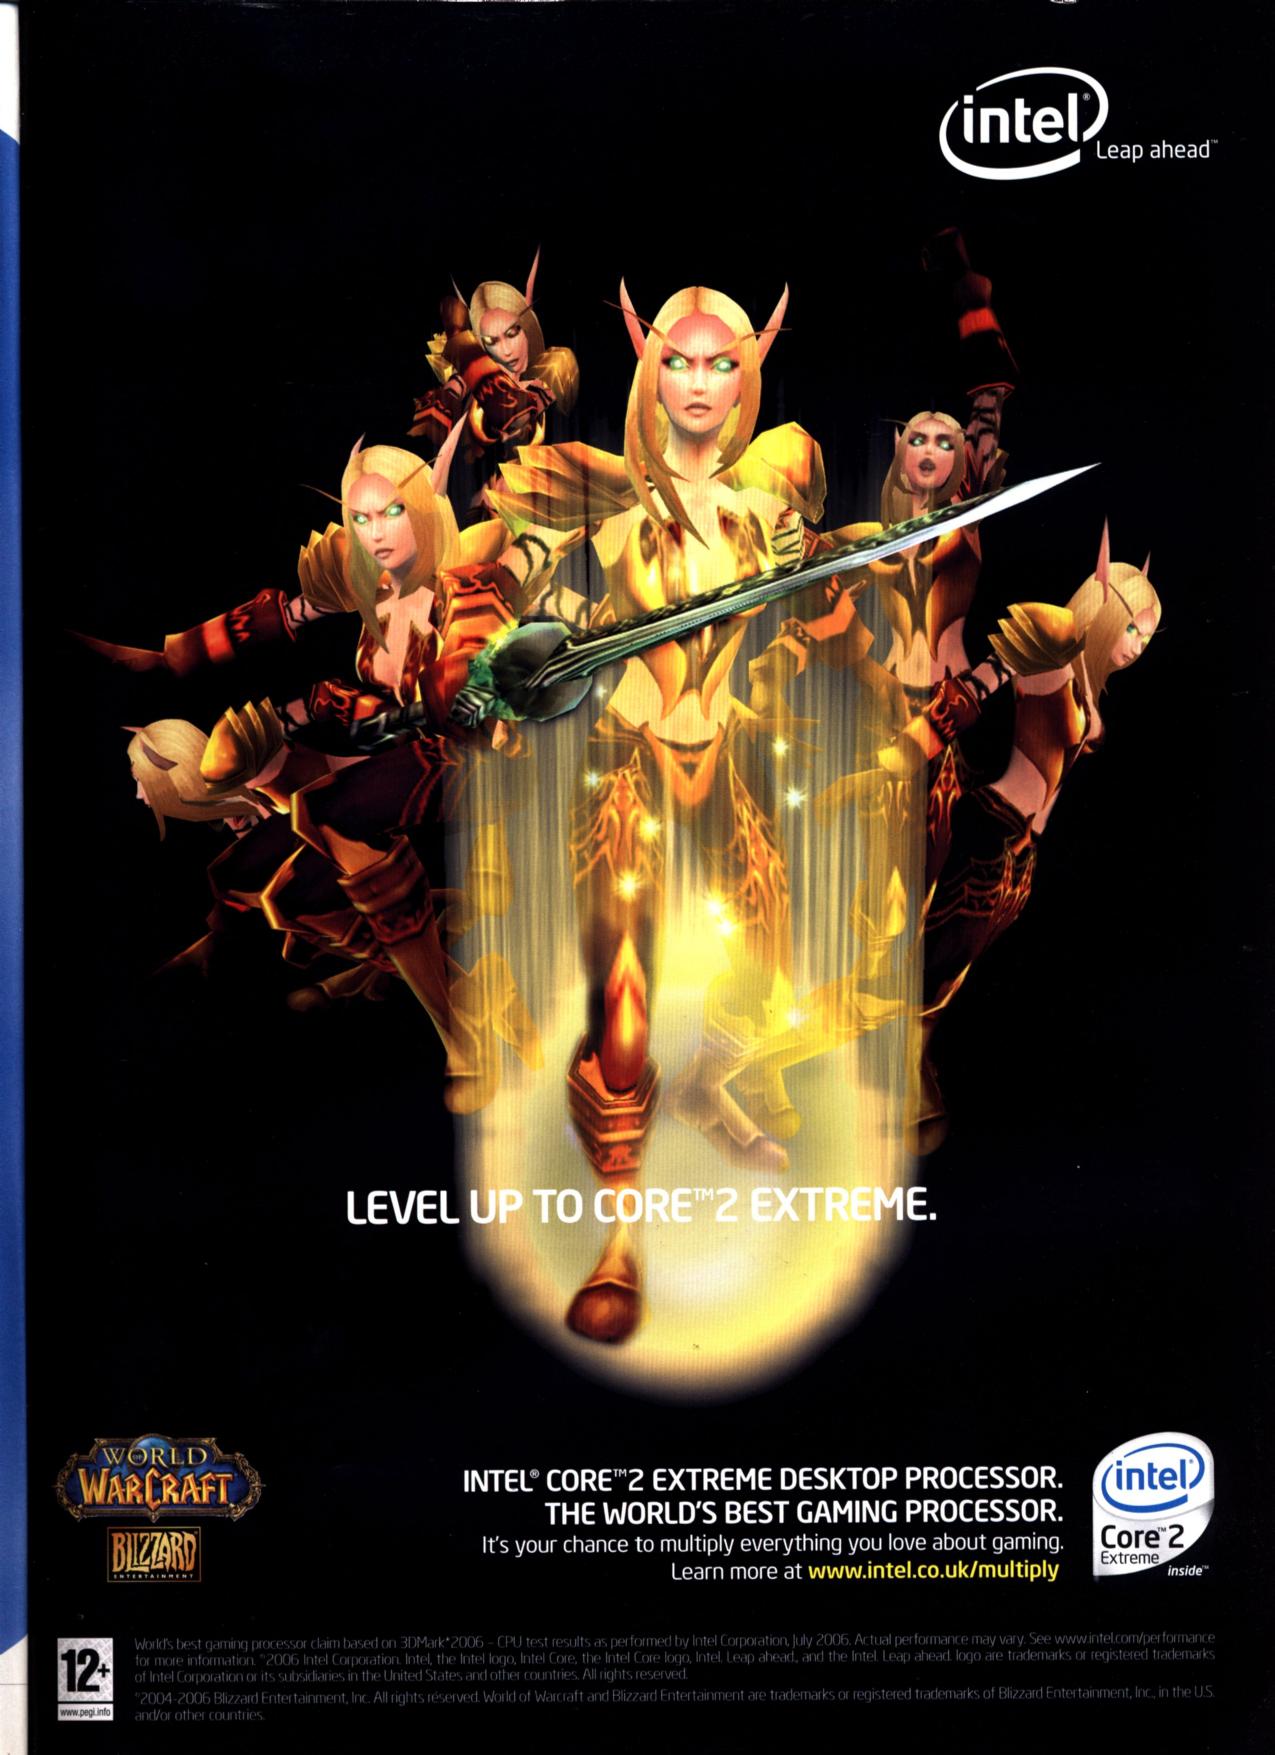 intel®
Leap ahead™
LEVEL UP TO CORE™2 EXTREME.
WORLD
OF
WARCRAFT
BLIZZARD
ENTERTAINMENT
INTEL® CORE™2 EXTREME DESKTOP PROCESSOR.
THE WORLD'S BEST GAMING PROCESSOR.
It's your chance to multiply everything you love about gaming.
Learn more at www.intel.co.uk/multiply
intel®
Core™2
Extreme
inside™
12+
www.pegi.info
World's best gaming processor claim based on 3DMark*2006 – CPU test results as performed by Intel Corporation, July 2006. Actual performance may vary. See www.intel.com/performance
for more information. ©2006 Intel Corporation. Intel, the Intel logo, Intel Core, the Intel Core logo, Intel. Leap ahead., and the Intel. Leap ahead. logo are trademarks or registered trademarks
of Intel Corporation or its subsidiaries in the United States and other countries. All rights reserved.
©2004-2006 Blizzard Entertainment, Inc. All rights reserved. World of Warcraft and Blizzard Entertainment are trademarks or registered trademarks of Blizzard Entertainment, Inc., in the U.S.
and/or other countries.